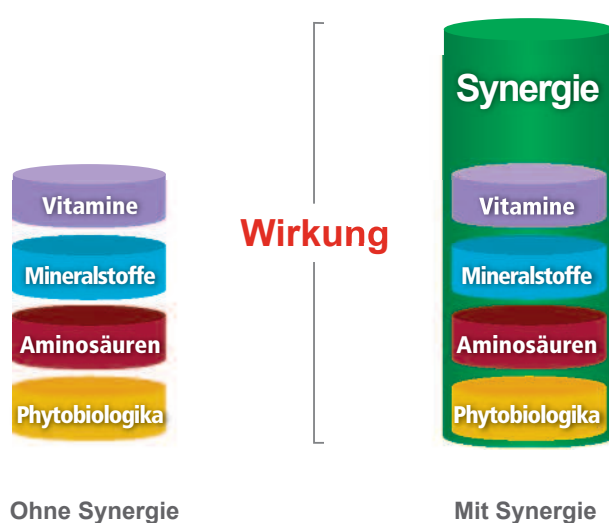 Synergie
Vitamine
Mineralstoffe
Aminosäuren
Phytobiologika
Wirkung
Vitamine
Mineralstoffe
Aminosäuren
Phytobiologika
Ohne Synergie
Mit Synergie